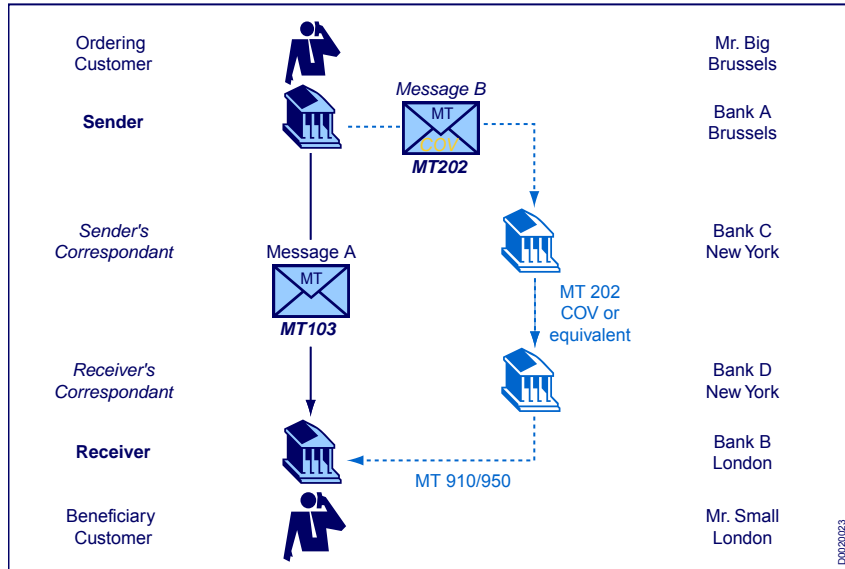 Ordering
Customer
Mr. Big
Brussels
Message B
Sender
MT
COV
MT202
Bank A
Brussels
Sender's
Correspondant
Bank C
New York
Message A
MT
MT103
MT 202
COV or
equivalent
Receiver's
Correspondant
Bank D
New York
Receiver
Bank B
London
MT 910/950
Beneficiary
Customer
Mr. Small
London
D0020023